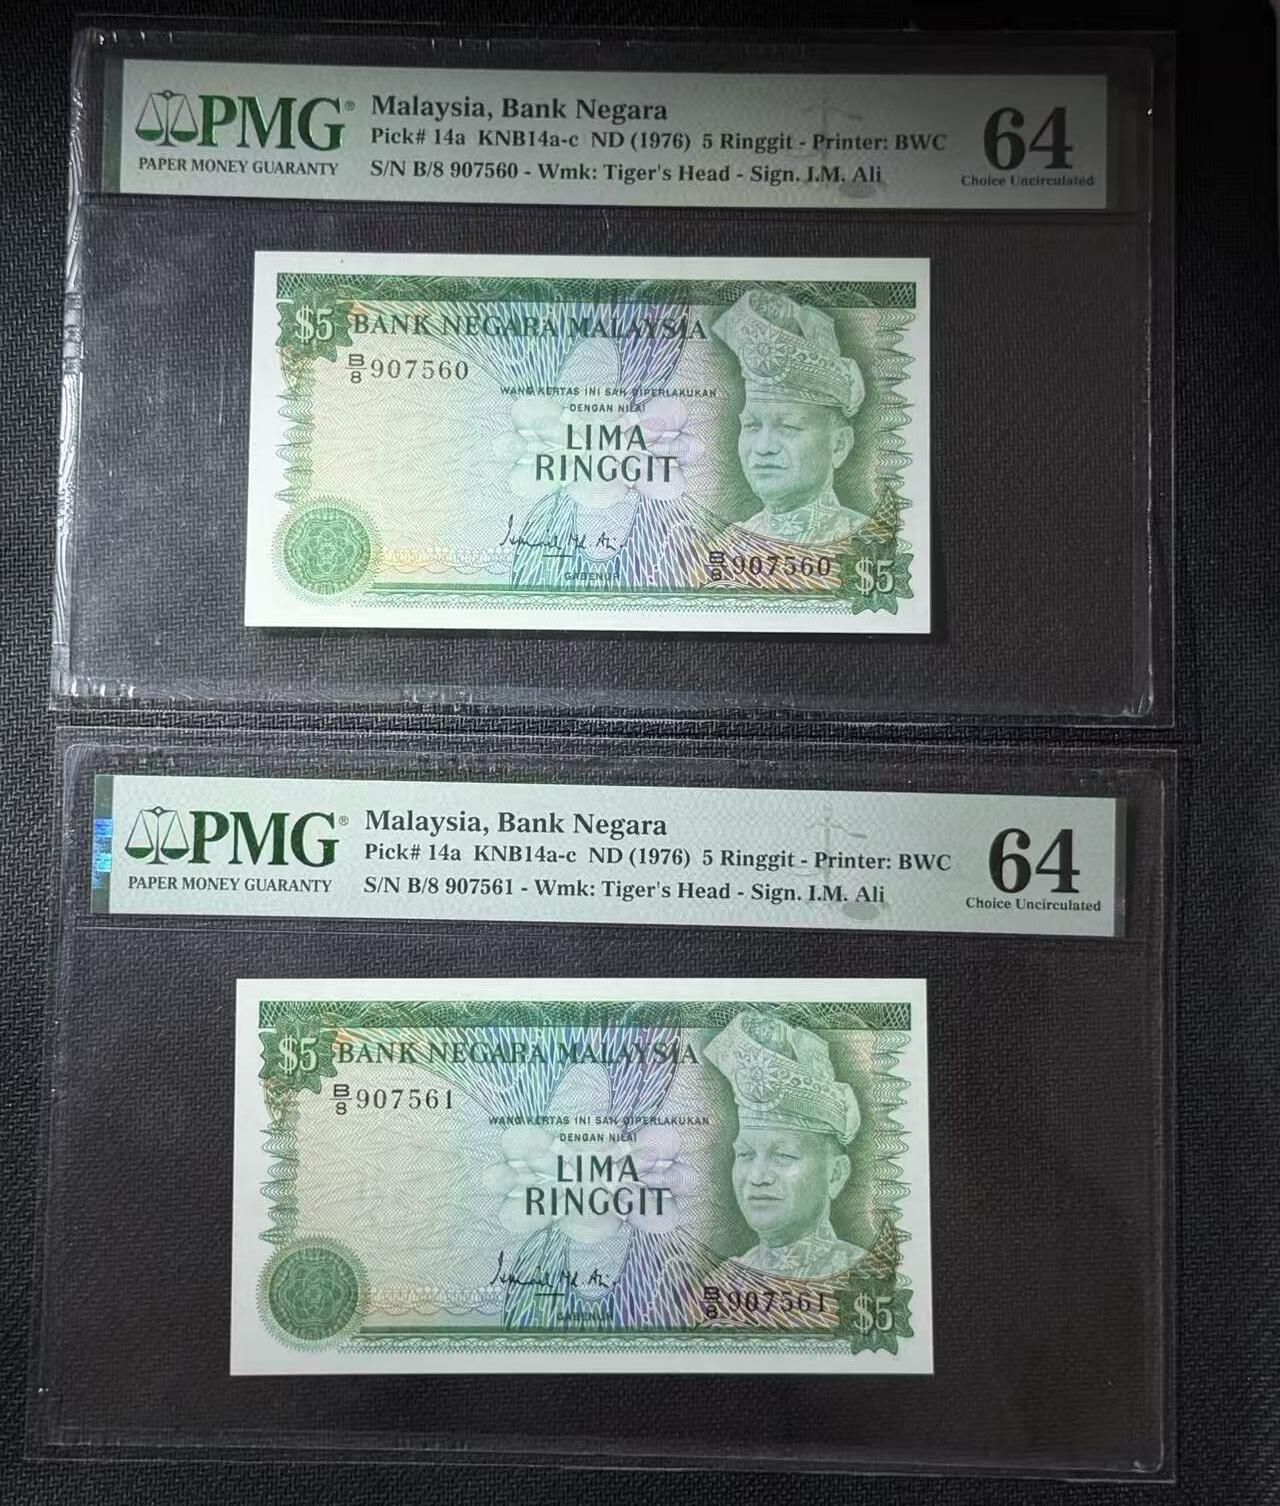 PMG®
PAPER MONEY GUARANTY
Malaysia, Bank Negara
Pick# 14a KNB14a-c ND (1976) 5 Ringgit - Printer: BWC
S/N B/8 907560 - Wmk: Tiger's Head - Sign. I.M. Ali
64
Choice Uncirculated
$5 BANK NEGARA MALAYSIA
B/8 907560
WANG KERTAS INI SAH DIPERLAKUKAN
DENGAN NILAI
LIMA
RINGGIT
GABENUR
B/8 907560 $5
PMG®
PAPER MONEY GUARANTY
Malaysia, Bank Negara
Pick# 14a KNB14a-c ND (1976) 5 Ringgit - Printer: BWC
S/N B/8 907561 - Wmk: Tiger's Head - Sign. I.M. Ali
64
Choice Uncirculated
$5 BANK NEGARA MALAYSIA
B/8 907561
WANG KERTAS INI SAH DIPERLAKUKAN
DENGAN NILAI
LIMA
RINGGIT
GABENUR
B/8 907561 $5